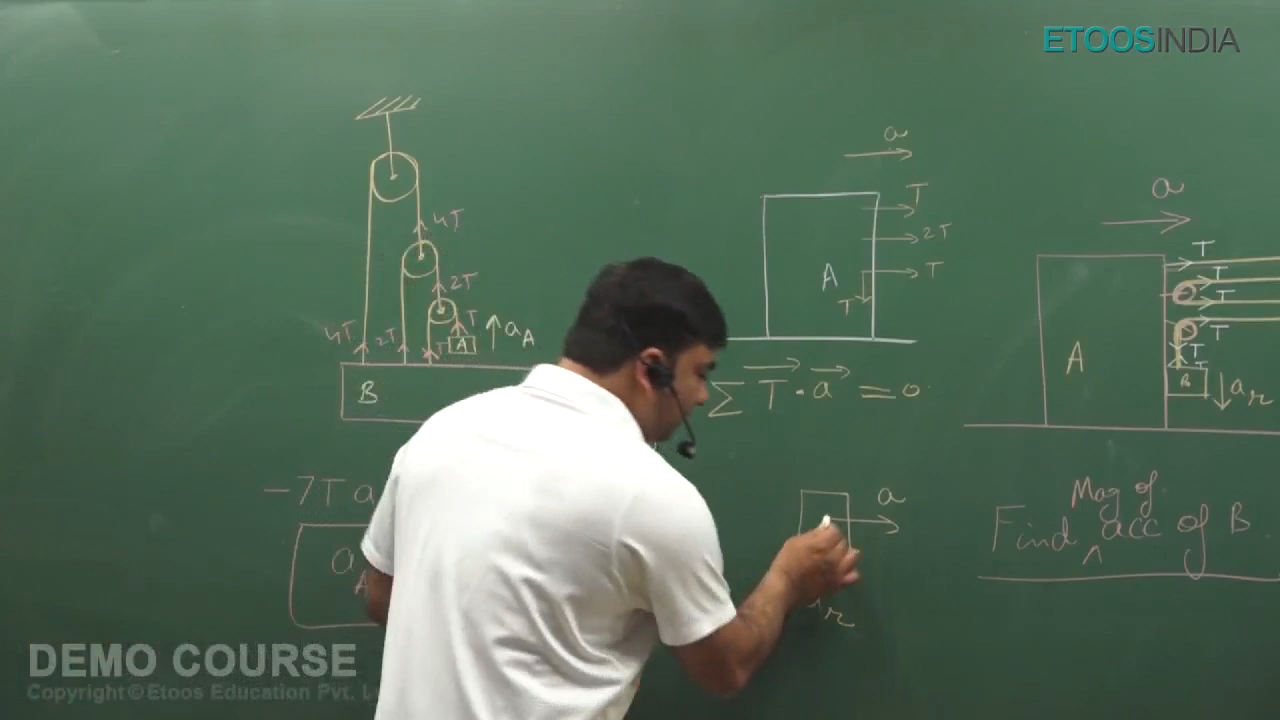 ETOOSINDIA
4T
2T
T
A
a_A
4T
2T
T
B
-7T a
a
A
a
T
2T
T
T
A
∑ T⃗ · a⃗ = 0
a
a
T
T
T
T
T
T
A
B
a_r
Mag of
Find ^ acc of B
DEMO COURSE
Copyright © Etoos Education Pvt. L